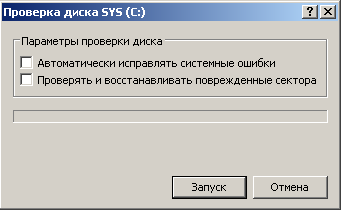 Проверка диска SYS (C:)
Параметры проверки диска
Автоматически исправлять системные ошибки
Проверять и восстанавливать поврежденные сектора
Запуск Отмена